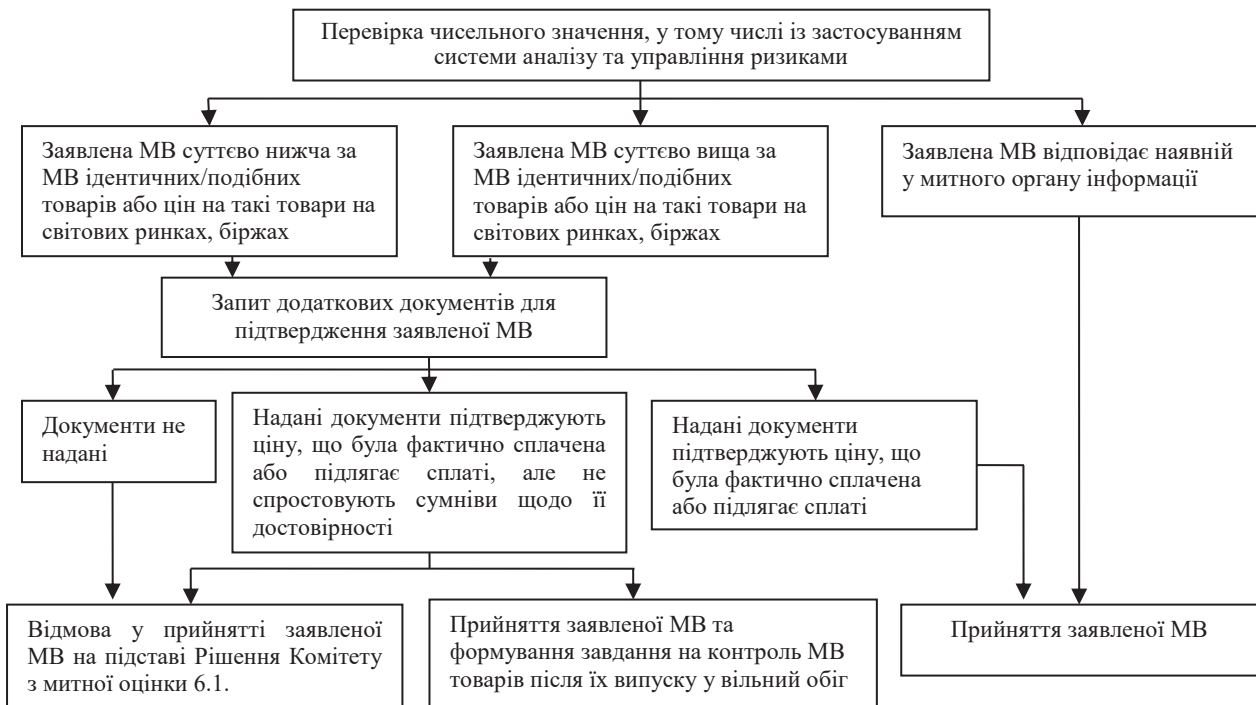 Перевірка чисельного значення, у тому числі із застосуванням
системи аналізу та управління ризиками
Заявлена МВ суттєво нижча за
МВ ідентичних/подібних
товарів або цін на такі товари на
світових ринках, біржах
Заявлена МВ суттєво вища за
МВ ідентичних/подібних
товарів або цін на такі товари на
світових ринках, біржах
Заявлена МВ відповідає наявній
у митного органу інформації
Запит додаткових документів для
підтвердження заявленої МВ
Документи не
надані
Надані документи підтверджують
ціну, що була фактично сплачена
або підлягає сплаті, але не
спростовують сумніви щодо її
достовірності
Надані документи
підтверджують ціну, що
була фактично сплачена
або підлягає сплаті
Відмова у прийнятті заявленої
МВ на підставі Рішення Комітету
з митної оцінки 6.1.
Прийняття заявленої МВ та
формування завдання на контроль МВ
товарів після їх випуску у вільний обіг
Прийняття заявленої МВ